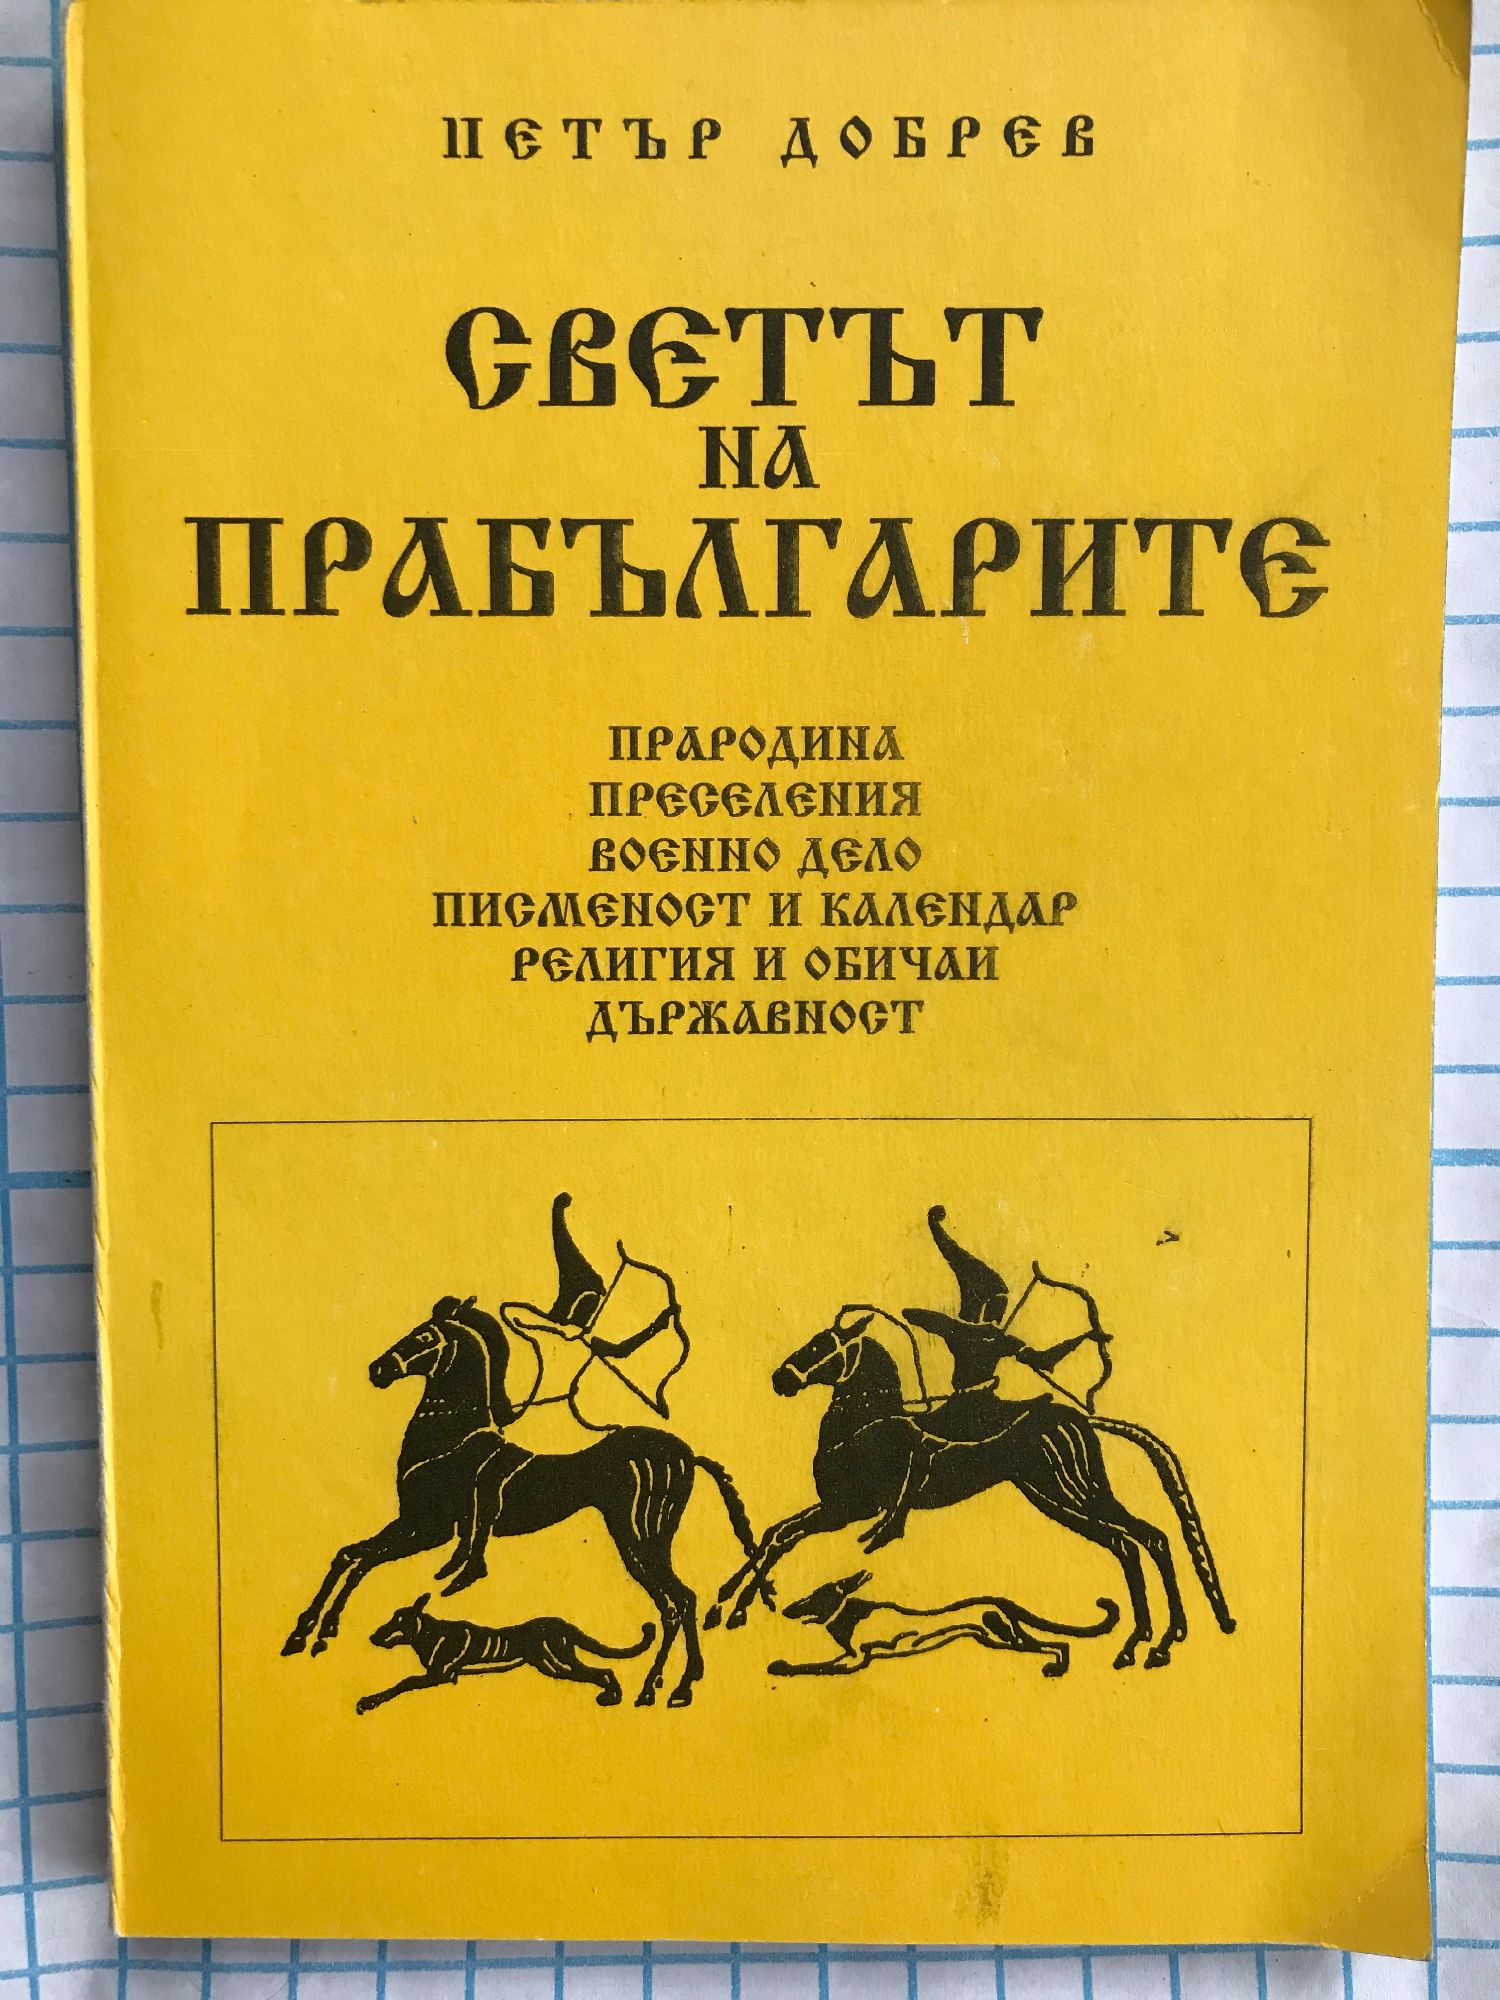 ПЕТЪР ДОБРЕВ
СВЕТЪТ
НА
ПРАБЪЛГАРИТЕ
ПРАРОДИНА
ПРЕСЕЛЕНИЯ
ВОЕННО ДЕЛО
ПИСМЕНОСТ И КАЛЕНДАР
РЕЛИГИЯ И ОБИЧАИ
ДЪРЖАВНОСТ